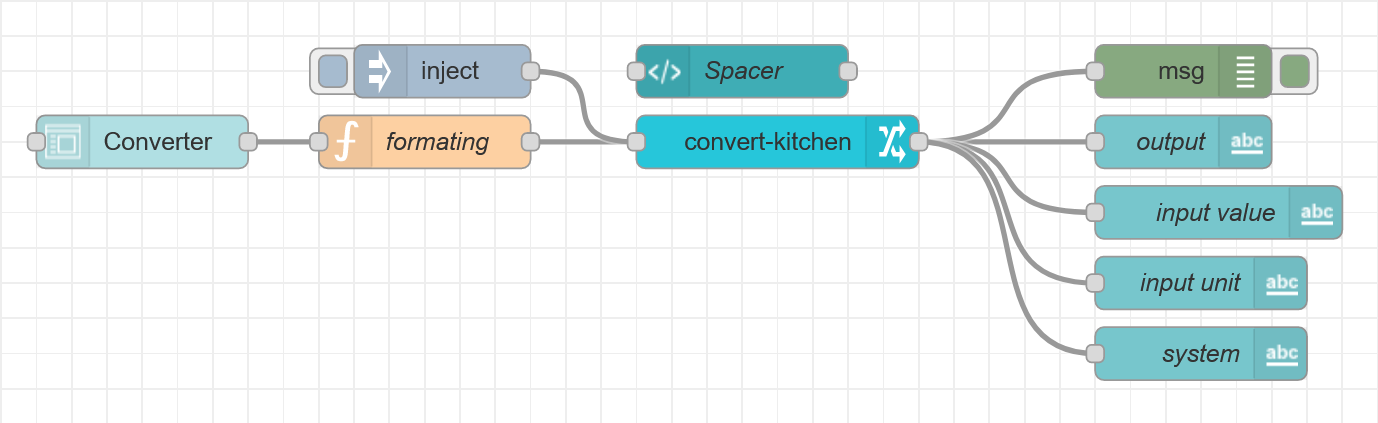 inject
Spacer
msg
Converter
formating
convert-kitchen
output
abc
input value
abc
input unit
abc
system
abc